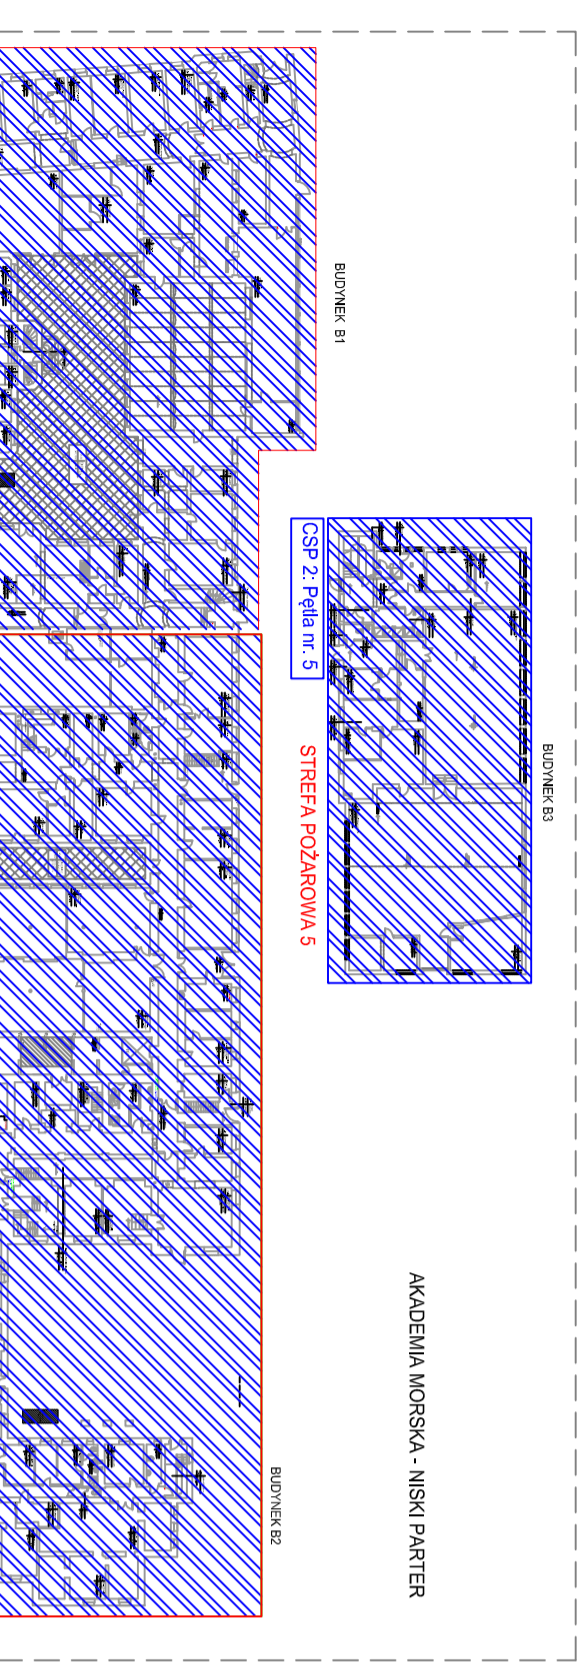 AKADEMIA MORSKA - NISKI PARTER
BUDYNEK B3
BUDYNEK B1
CSP 2: Pętla nr. 5
STREFA POŻAROWA 5
BUDYNEK B2